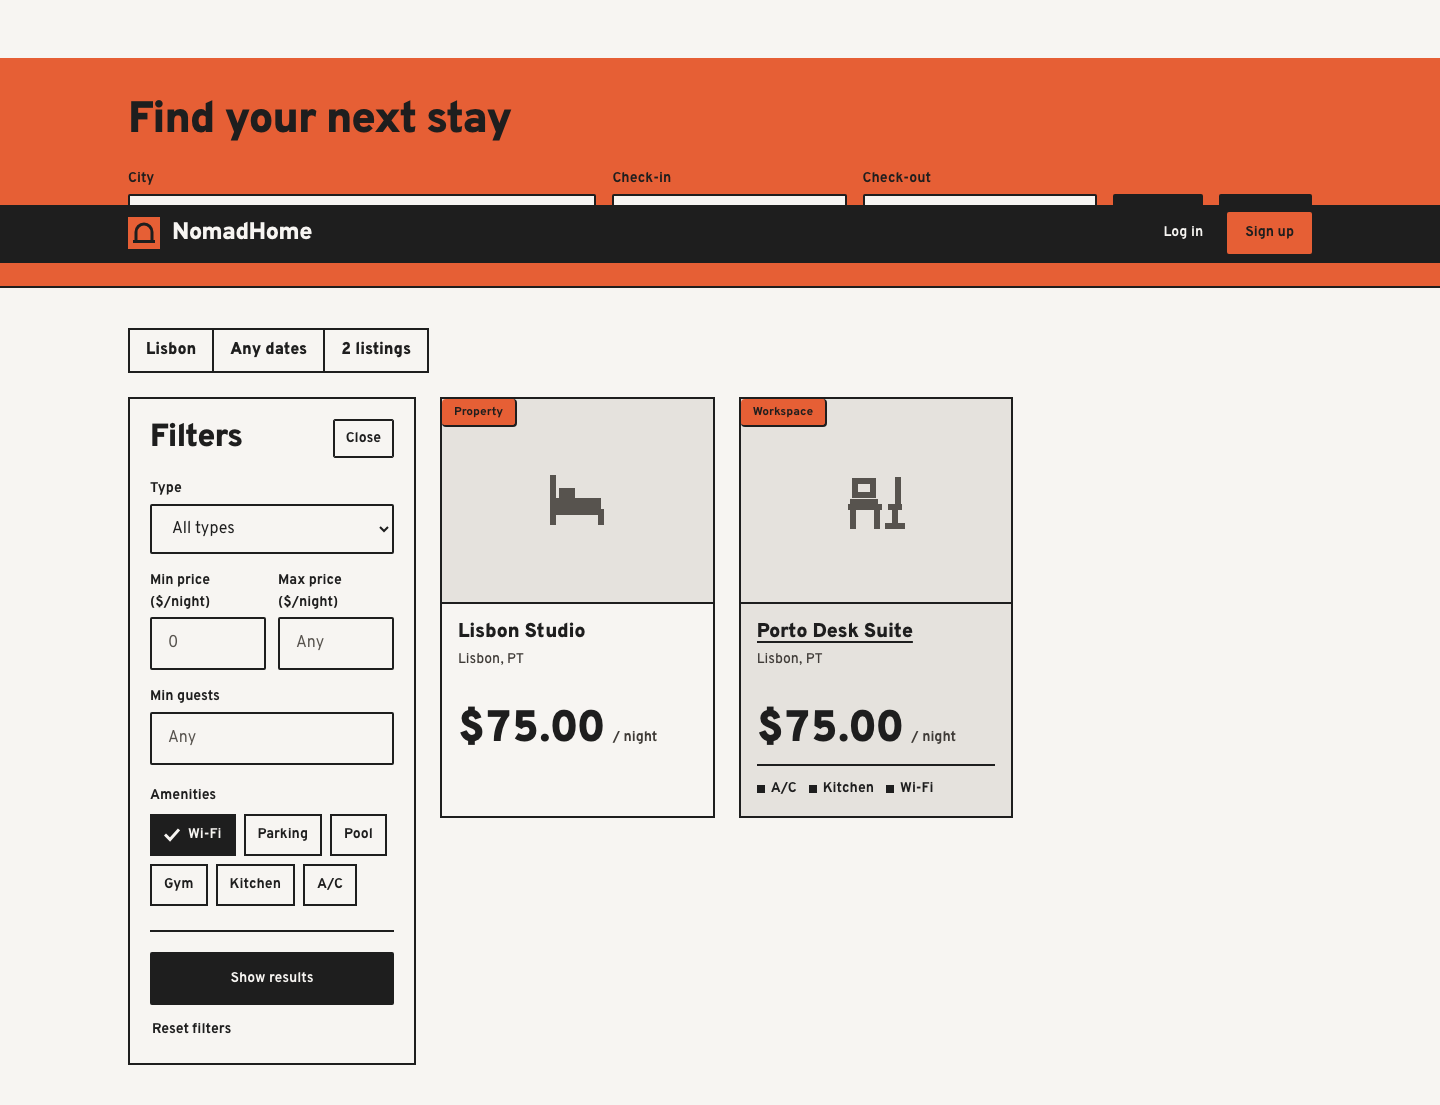 Find your next stay
City
Check-in
Check-out
NomadHome
Log in
Sign up
Lisbon
Any dates
2 listings
Filters
Close
Type
All types
Min price
($/night)
Max price
($/night)
0
Any
Min guests
Any
Amenities
Wi-Fi
Parking
Pool
Gym
Kitchen
A/C
Show results
Reset filters
Property
Lisbon Studio
Lisbon, PT
$75.00 / night
Workspace
Porto Desk Suite
Lisbon, PT
$75.00 / night
A/C
Kitchen
Wi-Fi